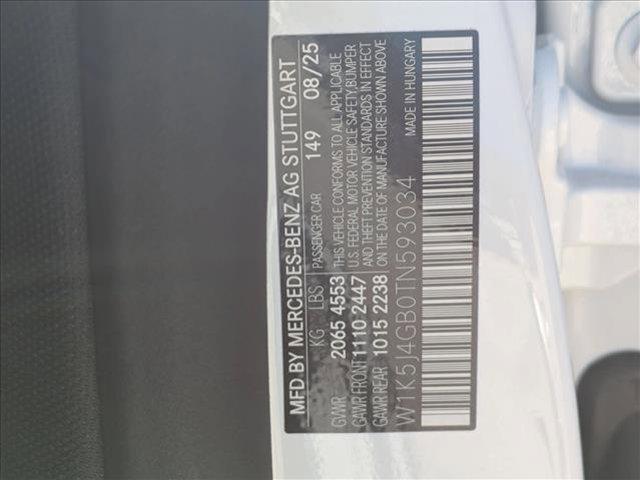 MFD. BY MERCEDES-BENZ AG STUTTGART
KG LBS 149 08/25
PASSENGER CAR
GVWR 2065 4553
GAWR FRONT 1110 2447
GAWR REAR 1015 2238
THIS VEHICLE CONFORMS TO ALL APPLICABLE
U.S. FEDERAL MOTOR VEHICLE SAFETY, BUMPER
AND THEFT PREVENTION STANDARDS IN EFFECT
ON THE DATE OF MANUFACTURE SHOWN ABOVE
W1K5J4GB0TN593034
MADE IN HUNGARY